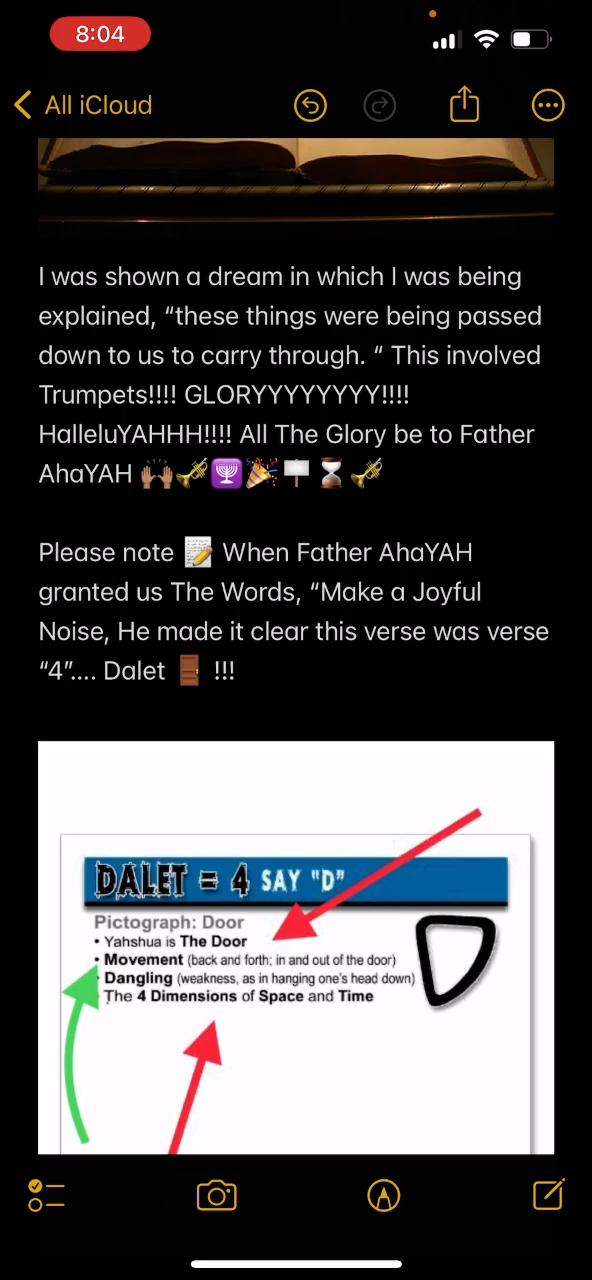 8:04
All iCloud
I was shown a dream in which I was being
explained, “these things were being passed
down to us to carry through. “ This involved
Trumpets!!!! GLORYYYYYYYY!!!!
HalleluYAHHH!!!! All The Glory be to Father
AhaYAH 🙌🏽🎺🕎🎉🪧⏳🎺
Please note 📝 When Father AhaYAH
granted us The Words, “Make a Joyful
Noise, He made it clear this verse was verse
“4”.... Dalet 🚪 !!!
DALET = 4 SAY "D"
Pictograph: Door
• Yahshua is The Door
• Movement (back and forth; in and out of the door)
• Dangling (weakness, as in hanging one's head down)
The 4 Dimensions of Space and Time